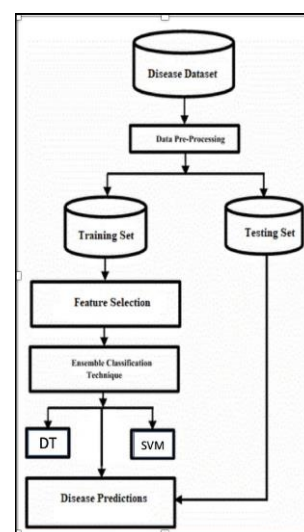 Disease Dataset
Data Pre-Processing
Training Set
Testing Set
Feature Selection
Ensemble Classification
Technique
DT
SVM
Disease Predictions